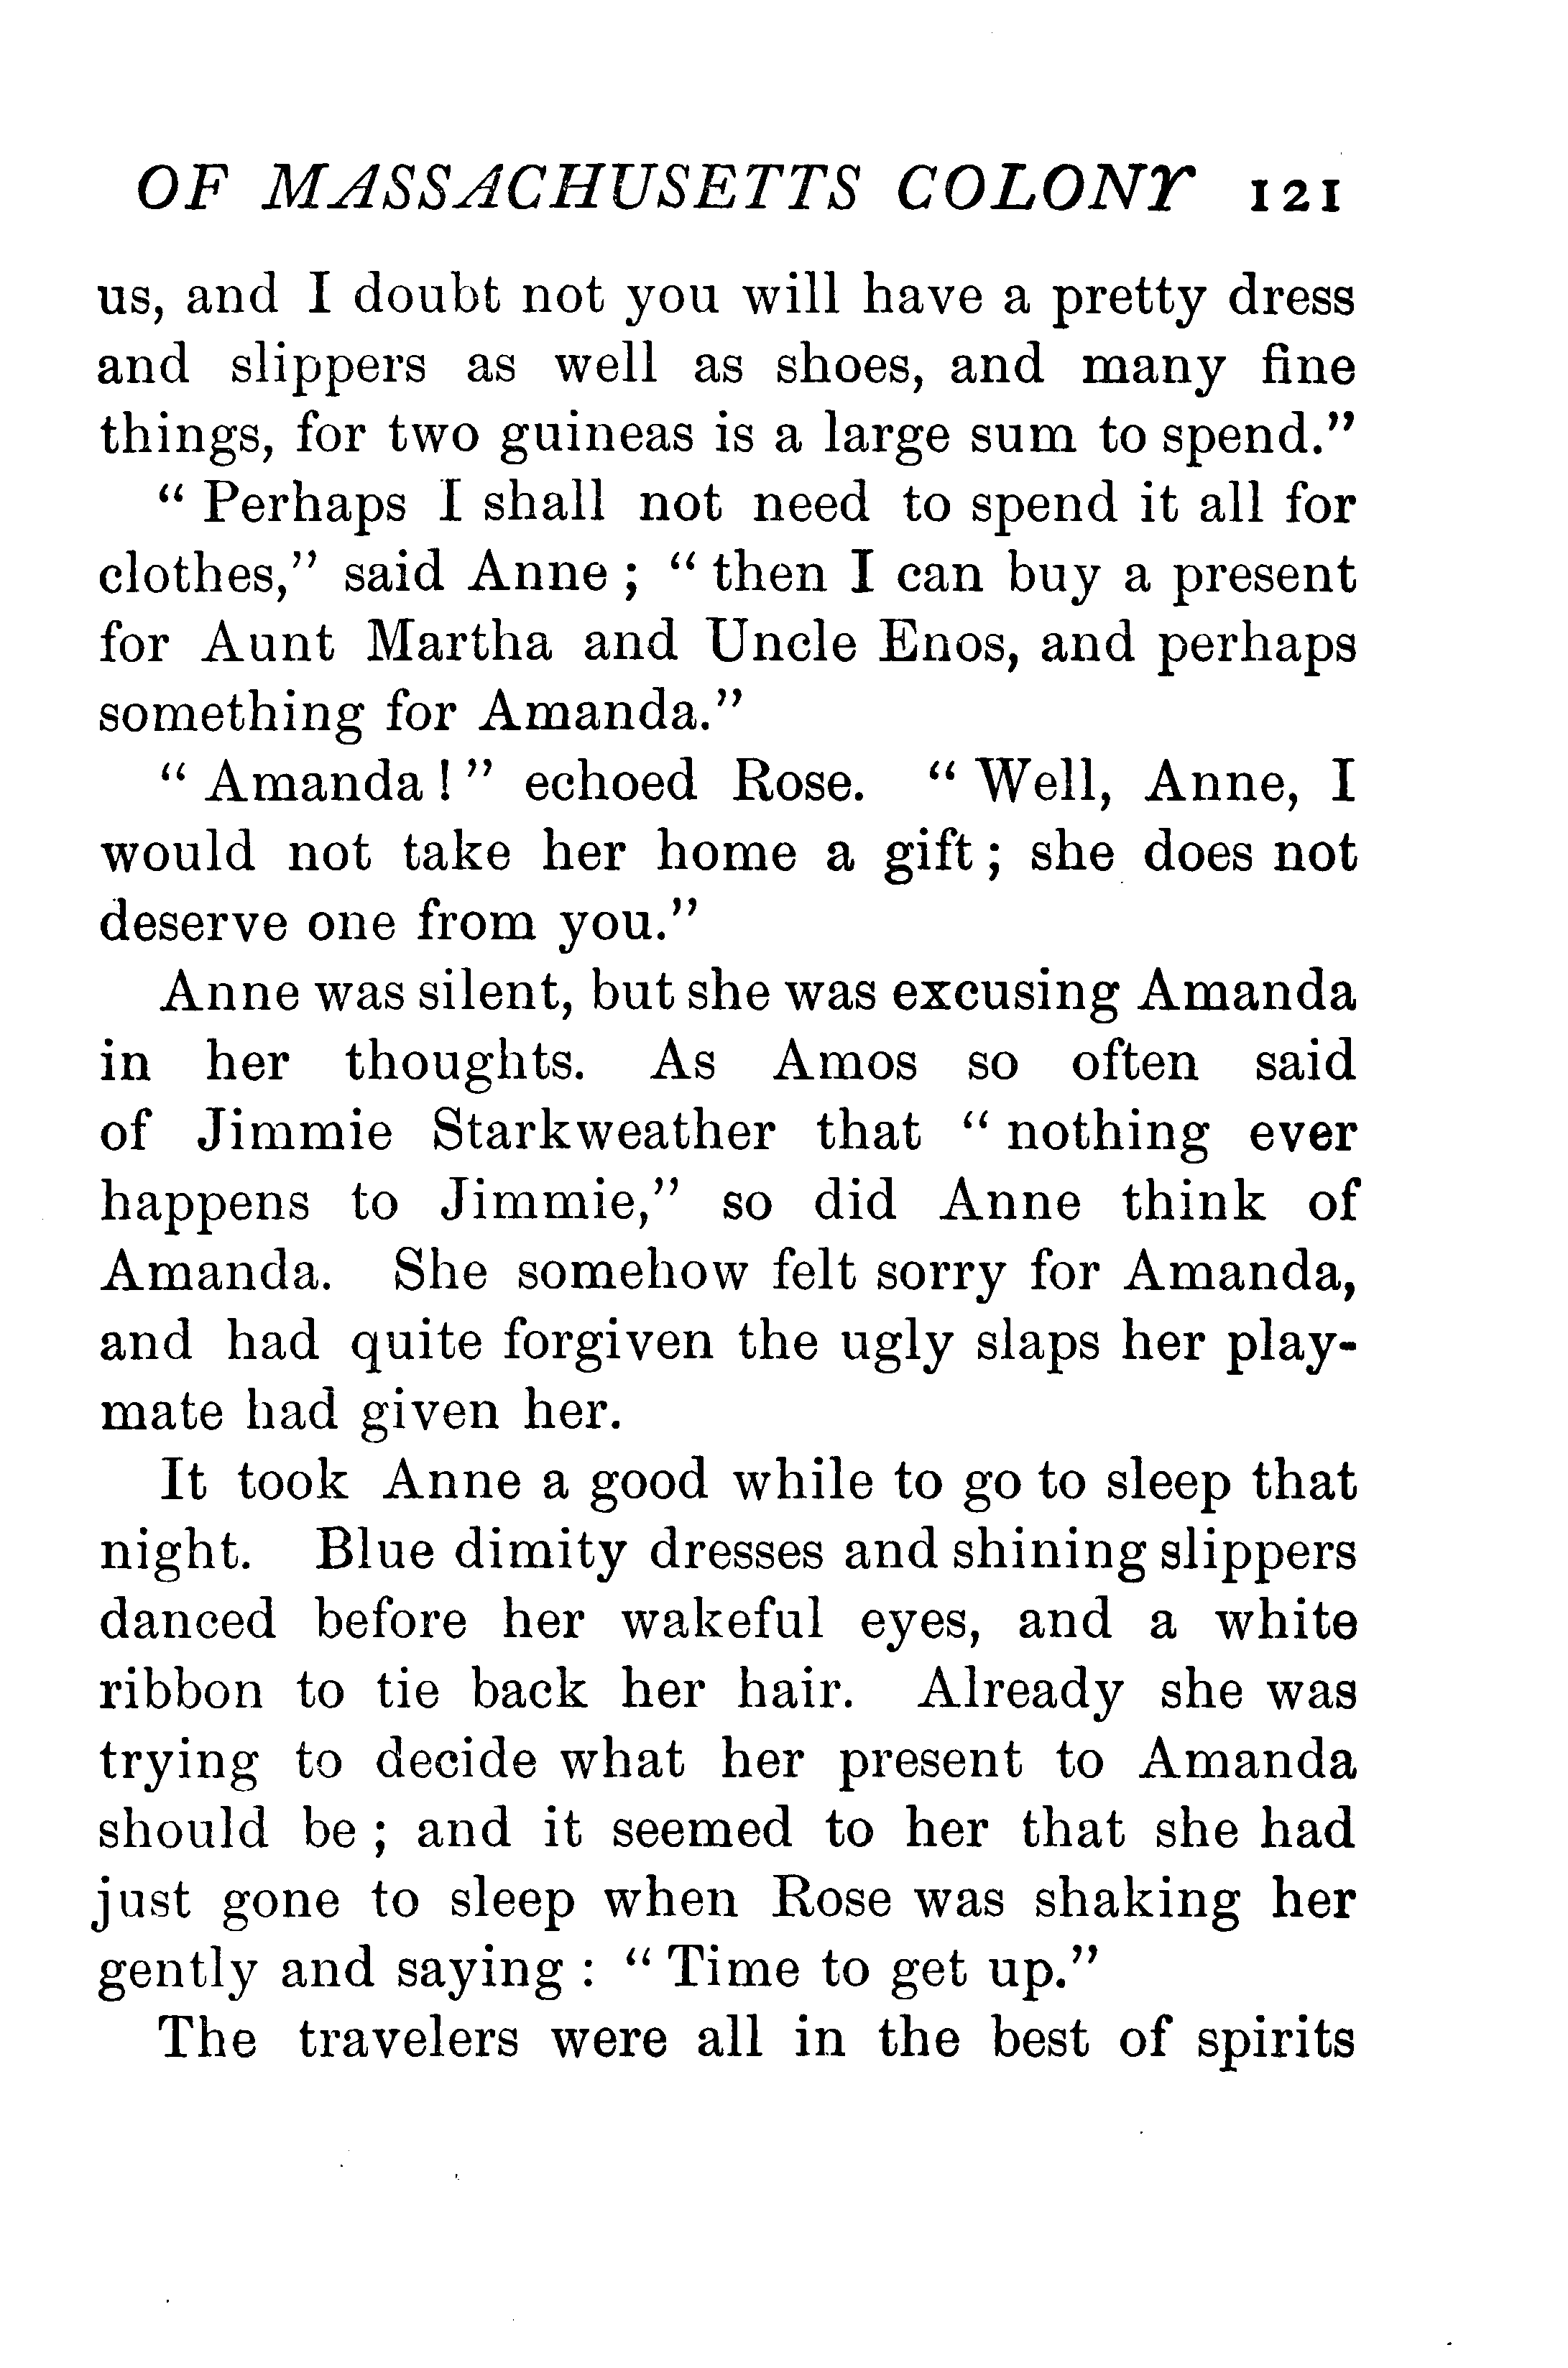 OF MASSACHUSETTS COLONY 121
us, and I doubt not you will have a pretty dress
and slippers as well as shoes, and many fine
things, for two guineas is a large sum to spend.”
“ Perhaps I shall not need to spend it all for
clothes,” said Anne ; “ then I can buy a present
for Aunt Martha and Uncle Enos, and perhaps
something for Amanda.”
“ Amanda ! ” echoed Rose. “ Well, Anne, I
would not take her home a gift ; she does not
deserve one from you.”
Anne was silent, but she was excusing Amanda
in her thoughts. As Amos so often said
of Jimmie Starkweather that “ nothing ever
happens to Jimmie,” so did Anne think of
Amanda. She somehow felt sorry for Amanda,
and had quite forgiven the ugly slaps her play-
mate had given her.
It took Anne a good while to go to sleep that
night. Blue dimity dresses and shining slippers
danced before her wakeful eyes, and a white
ribbon to tie back her hair. Already she was
trying to decide what her present to Amanda
should be ; and it seemed to her that she had
just gone to sleep when Rose was shaking her
gently and saying : “ Time to get up.”
The travelers were all in the best of spirits